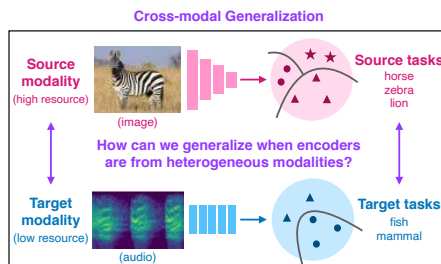 Cross-modal Generalization
Source modality
(high resource)
(image)
Source tasks
horse
zebra
lion
How can we generalize when encoders
are from heterogeneous modalities?
Target modality
(low resource)
(audio)
Target tasks
fish
mammal